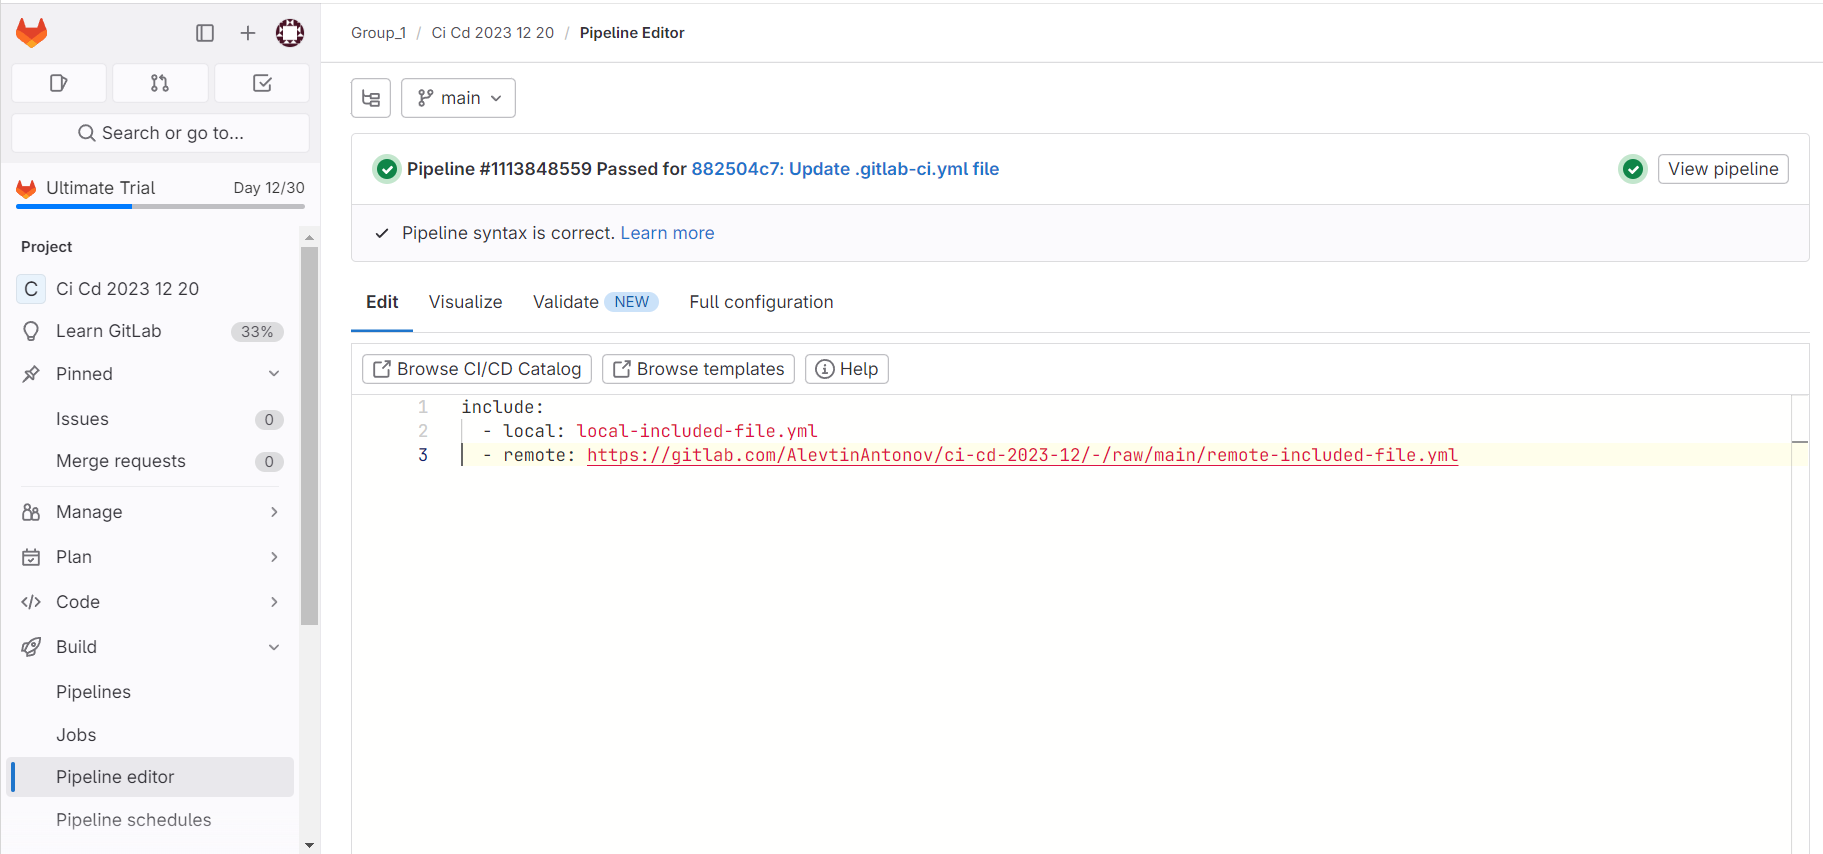 Group_1 / Ci Cd 2023 12 20 / Pipeline Editor
main
Search or go to...
Pipeline #1113848559 Passed for 882504c7: Update .gitlab-ci.yml file
View pipeline
Ultimate Trial Day 12/30
Pipeline syntax is correct. Learn more
Project
C Ci Cd 2023 12 20
Learn GitLab 33%
Pinned
Issues 0
Merge requests 0
Manage
Plan
Code
Build
Pipelines
Jobs
Pipeline editor
Pipeline schedules
Edit Visualize Validate NEW Full configuration
Browse CI/CD Catalog Browse templates Help
1 include:
2 - local: local-included-file.yml
3 - remote: https://gitlab.com/AlevtinAntonov/ci-cd-2023-12/-/raw/main/remote-included-file.yml